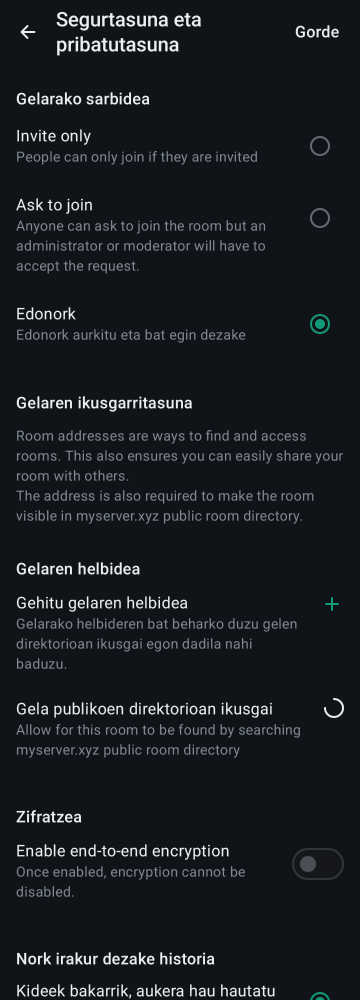 Segurtasuna eta
pribatutasuna
Gorde
Gelarako sarbidea
Invite only
People can only join if they are invited
Ask to join
Anyone can ask to join the room but an
administrator or moderator will have to
accept the request.
Edonork
Edonork aurkitu eta bat egin dezake
Gelaren ikusgarritasuna
Room addresses are ways to find and access
rooms. This also ensures you can easily share your
room with others.
The address is also required to make the room
visible in myserver.xyz public room directory.
Gelaren helbidea
Gehitu gelaren helbidea
Gelarako helbideren bat beharko duzu gelen
direktorioan ikusgai egon dadila nahi
baduzu.
Gela publikoen direktorioan ikusgai
Allow for this room to be found by searching
myserver.xyz public room directory
Zifratzea
Enable end-to-end encryption
Once enabled, encryption cannot be
disabled.
Nork irakur dezake historia
Kideek bakarrik, aukera hau hautatu